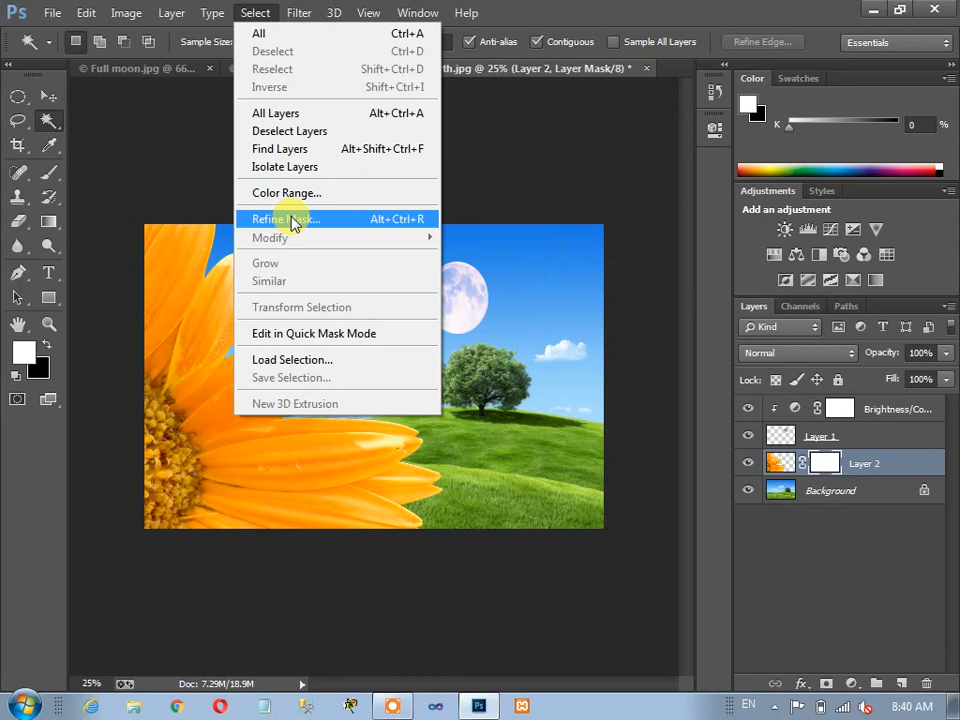 Ps File Edit Image Layer Type Select Filter 3D View Window Help
Sample Size: Anti-alias Contiguous Sample All Layers Refine Edge... Essentials
Full moon.jpg @ 66... × rth.jpg @ 25% (Layer 2, Layer Mask/8) * ×
All Ctrl+A
Deselect Ctrl+D
Reselect Shift+Ctrl+D
Inverse Shift+Ctrl+I
All Layers Alt+Ctrl+A
Deselect Layers
Find Layers Alt+Shift+Ctrl+F
Isolate Layers
Color Range...
Refine Mask... Alt+Ctrl+R
Modify
Grow
Similar
Transform Selection
Edit in Quick Mask Mode
Load Selection...
Save Selection...
New 3D Extrusion
Color Swatches
K 0 %
Adjustments Styles
Add an adjustment
Layers Channels Paths
Kind
Normal Opacity: 100%
Lock: Fill: 100%
Brightness/Co...
Layer 1
Layer 2
Background
25% Doc: 7.29M/18.9M
EN 8:40 AM